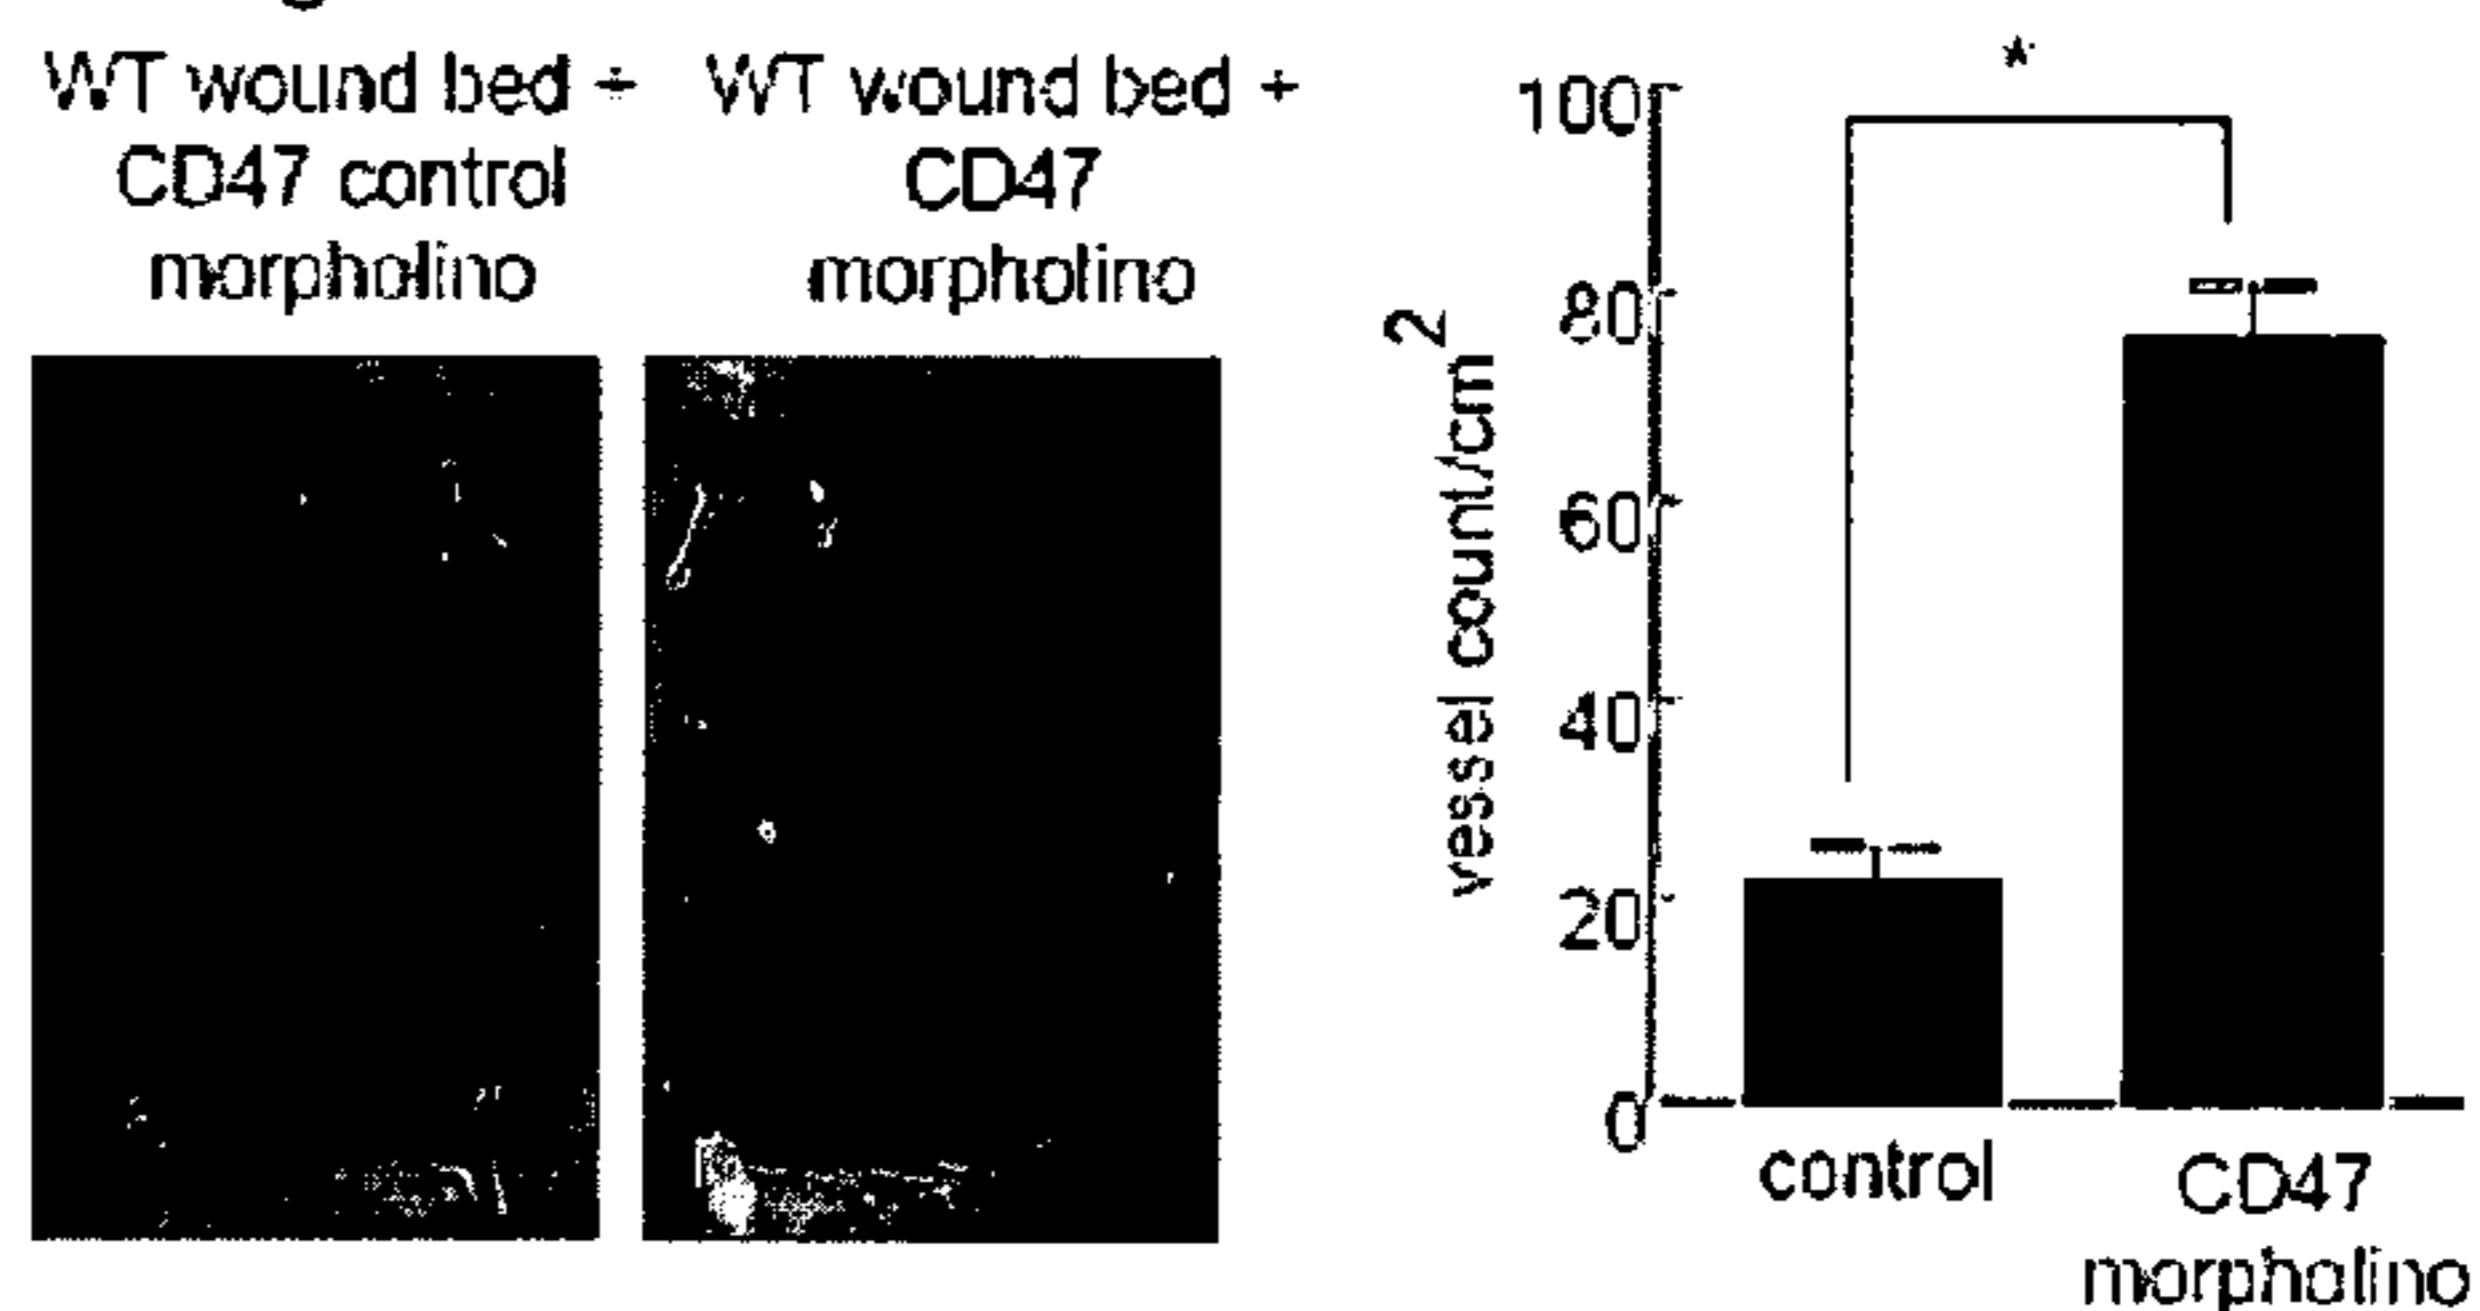 WT wound bed +
CD47 control
morpholino
WT wound bed +
CD47
morpholino
*
vessel count/cm2
100
80
60
40
20
0
control
CD47
morpholino